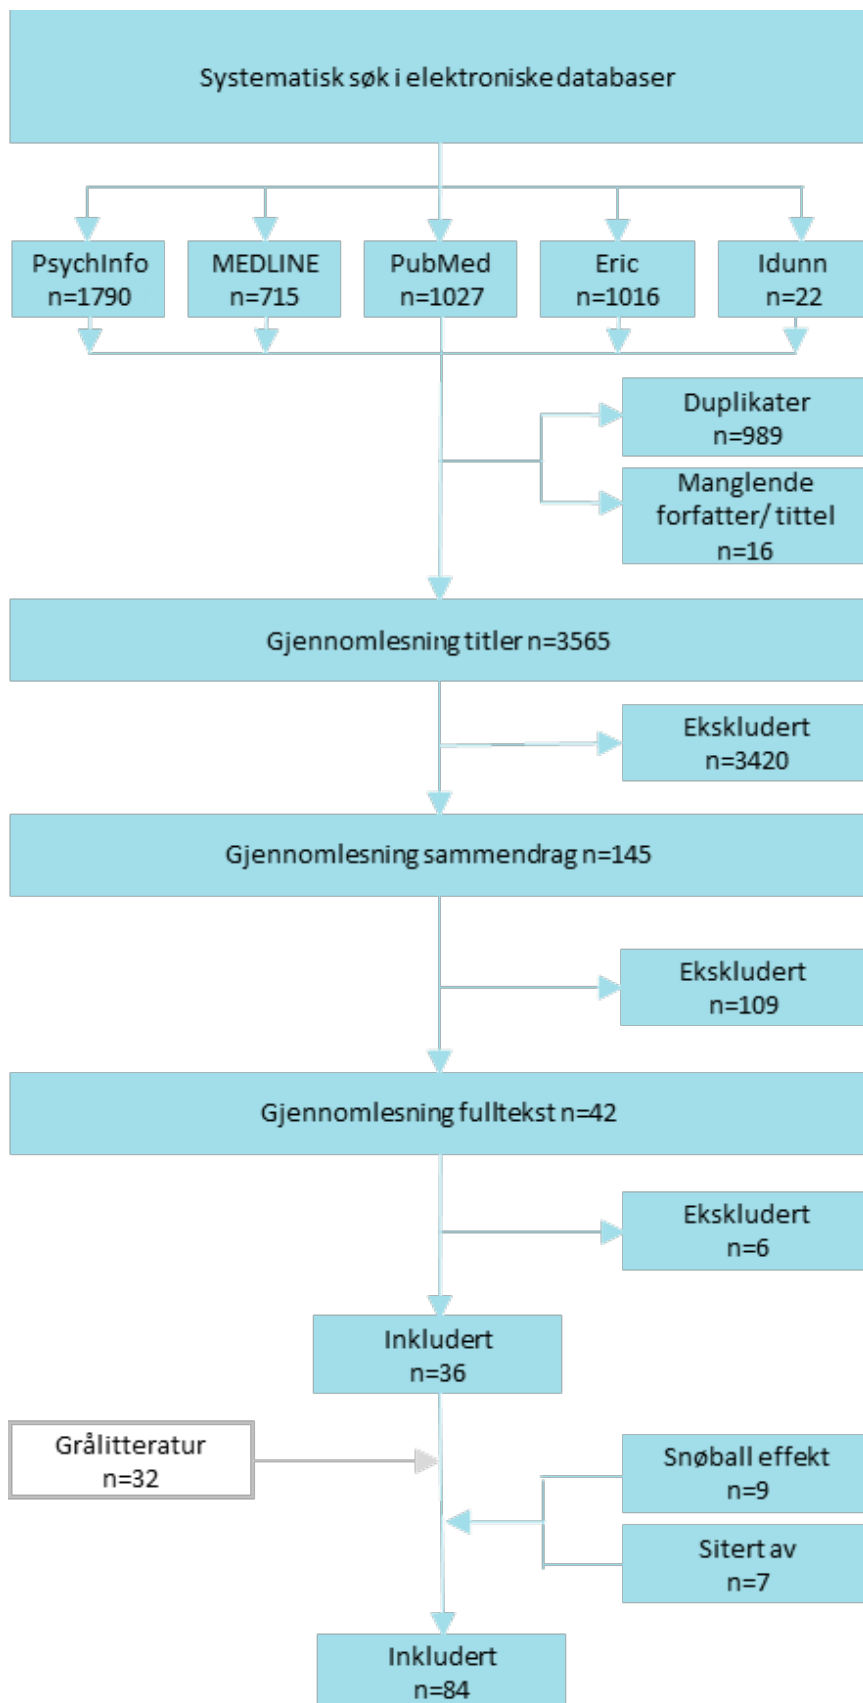 Systematisk søk i elektroniske databaser
PsychInfo
n=1790
MEDLINE
n=715
PubMed
n=1027
Eric
n=1016
Idunn
n=22
Duplikater
n=989
Manglende
forfatter/ tittel
n=16
Gjennomlesning titler n=3565
Ekskludert
n=3420
Gjennomlesning sammendrag n=145
Ekskludert
n=109
Gjennomlesning fulltekst n=42
Ekskludert
n=6
Inkludert
n=36
Grålitteratur
n=32
Snøball effekt
n=9
Sitert av
n=7
Inkludert
n=84